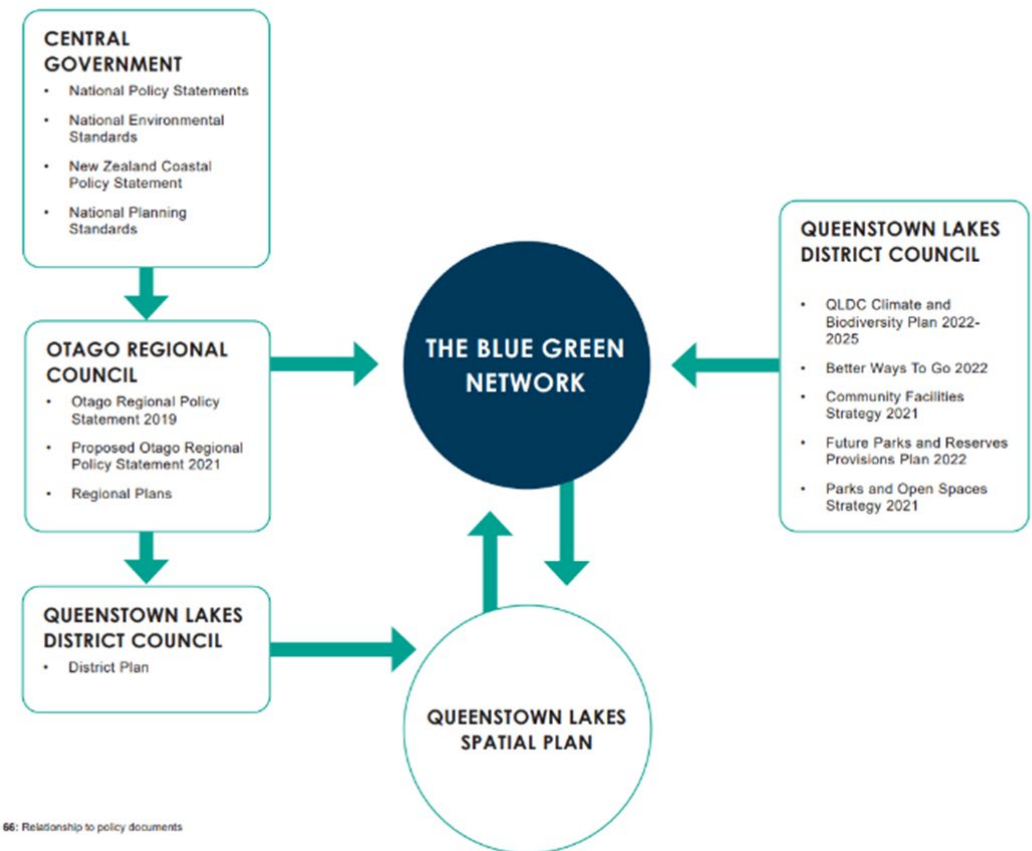 CENTRAL
GOVERNMENT
• National Policy Statements
• National Environmental
Standards
• New Zealand Coastal
Policy Statement
• National Planning
Standards
OTAGO REGIONAL
COUNCIL
• Otago Regional Policy
Statement 2019
• Proposed Otago Regional
Policy Statement 2021
• Regional Plans
QUEENSTOWN LAKES
DISTRICT COUNCIL
• District Plan
THE BLUE GREEN
NETWORK
QUEENSTOWN LAKES
SPATIAL PLAN
QUEENSTOWN LAKES
DISTRICT COUNCIL
• QLDC Climate and
Biodiversity Plan 2022-
2025
• Better Ways To Go 2022
• Community Facilities
Strategy 2021
• Future Parks and Reserves
Provisions Plan 2022
• Parks and Open Spaces
Strategy 2021
66: Relationship to policy documents